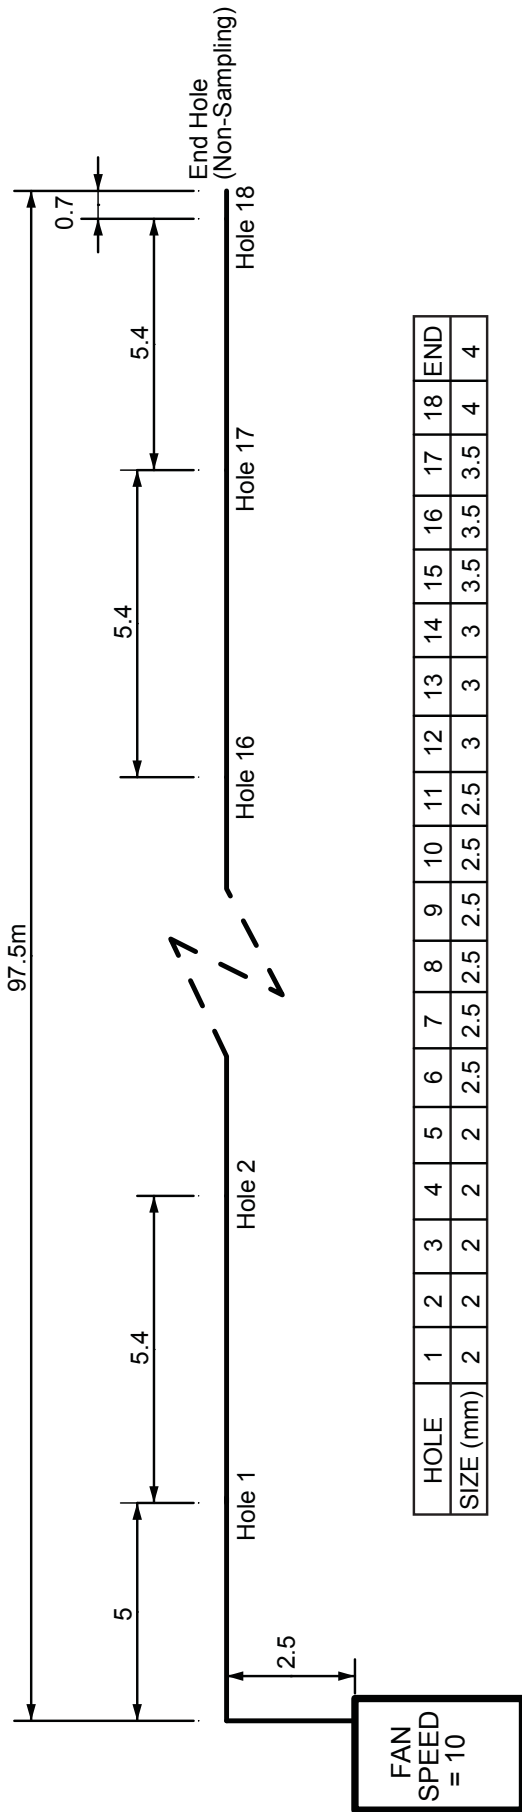 97.5m
0.7
5.4
5.4
5.4
5
2.5
Hole 1
Hole 2
Hole 16
Hole 17
Hole 18
End Hole
(Non-Sampling)
FAN
SPEED
= 10
HOLE 1 2 3 4 5 6 7 8 9 10 11 12 13 14 15 16 17 18 END
SIZE (mm) 2 2 2 2 2 2.5 2.5 2.5 2.5 2.5 2.5 3 3 3 3.5 3.5 3.5 4 4